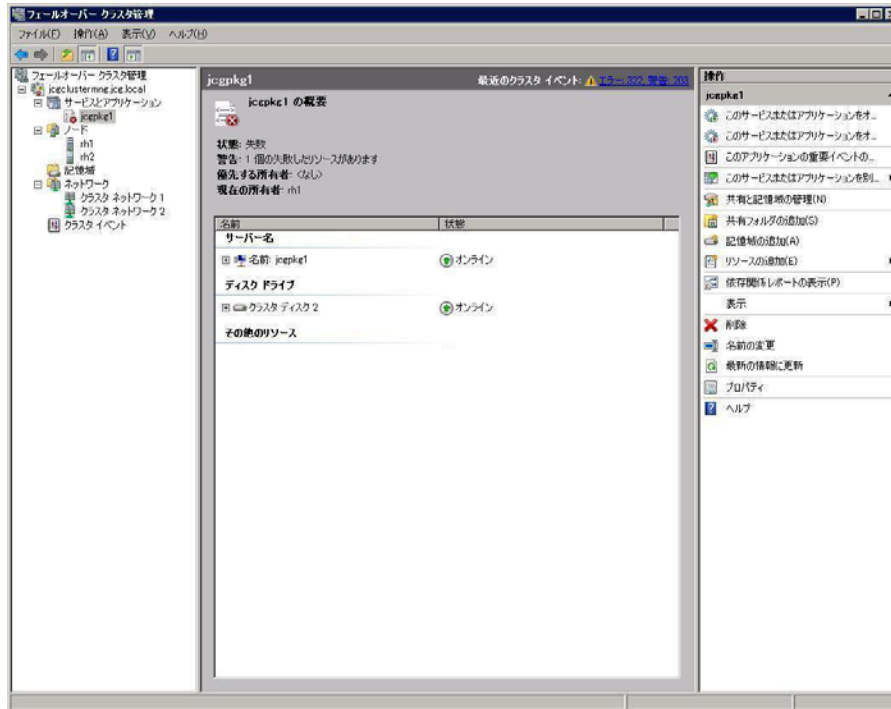 フェールオーバー クラスタ管理
ファイル(F) 操作(A) 表示(V) ヘルプ(H)
フェールオーバー クラスタ管理
サービスとアプリケーション
jcgpkg1
ノード
rh1
rh2
記憶域
ネットワーク
クラスタ ネットワーク 1
クラスタ ネットワーク 2
クラスタ イベント
jcgpkg1
最近のクラスタ イベント: エラー: 322, 警告: 203
jcgpkg1 の概要
状態: 失敗
警告: 1 個の失敗したリソースがあります
優先する所有者: <なし>
現在の所有者: rh1
名前 状態
サーバー名
名前: jcgpkg1 オンライン
ディスク ドライブ
クラスタ ディスク 2 オンライン
その他のリソース
操作
jcgpkg1
このサービスまたはアプリケーションをオ...
このサービスまたはアプリケーションをオ...
このアプリケーションの重要イベントの...
このサービスまたはアプリケーションを別...
共有と記憶域の管理(N)
共有フォルダの追加(S)
記憶域の追加(A)
リソースの追加(E)
依存関係レポートの表示(P)
表示
削除
名前の変更
最新の情報に更新
プロパティ
ヘルプ